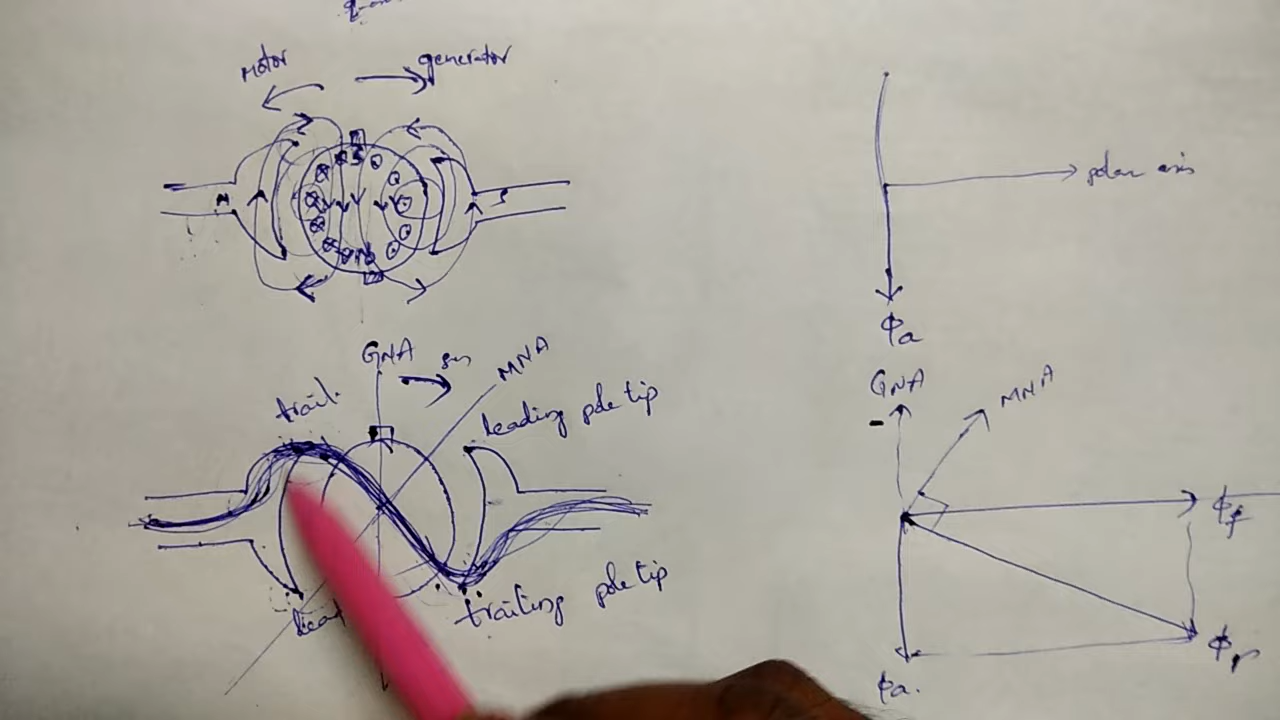 Motor
generator
N
S
polar axis
ϕa
GNA
MNA
trail.
leading pole tip
trailing pole tip
GNA
MNA
ϕf
ϕr
ϕa.